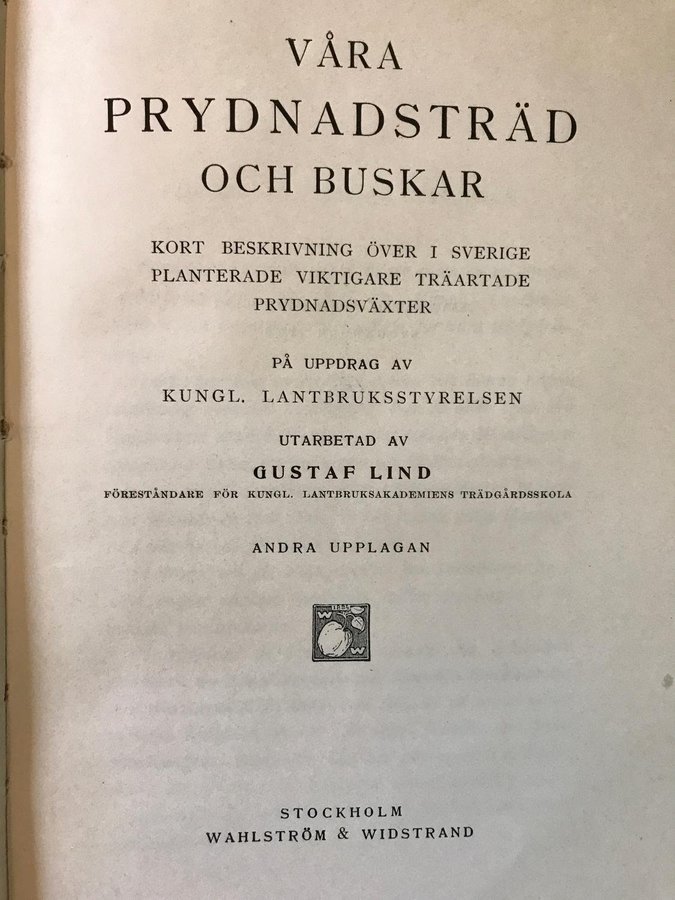 VÅRA
PRYDNADSTRÄD
OCH BUSKAR
KORT BESKRIVNING ÖVER I SVERIGE
PLANTERADE VIKTIGARE TRÄARTADE
PRYDNADSVÄXTER
PÅ UPPDRAG AV
KUNGL. LANTBRUKSSTYRELSEN
UTARBETAD AV
GUSTAF LIND
FÖRESTÅNDARE FÖR KUNGL. LANTBRUKSAKADEMIENS TRÄDGÅRDSSKOLA
ANDRA UPPLAGAN
1884
W
W
STOCKHOLM
WAHLSTRÖM & WIDSTRAND